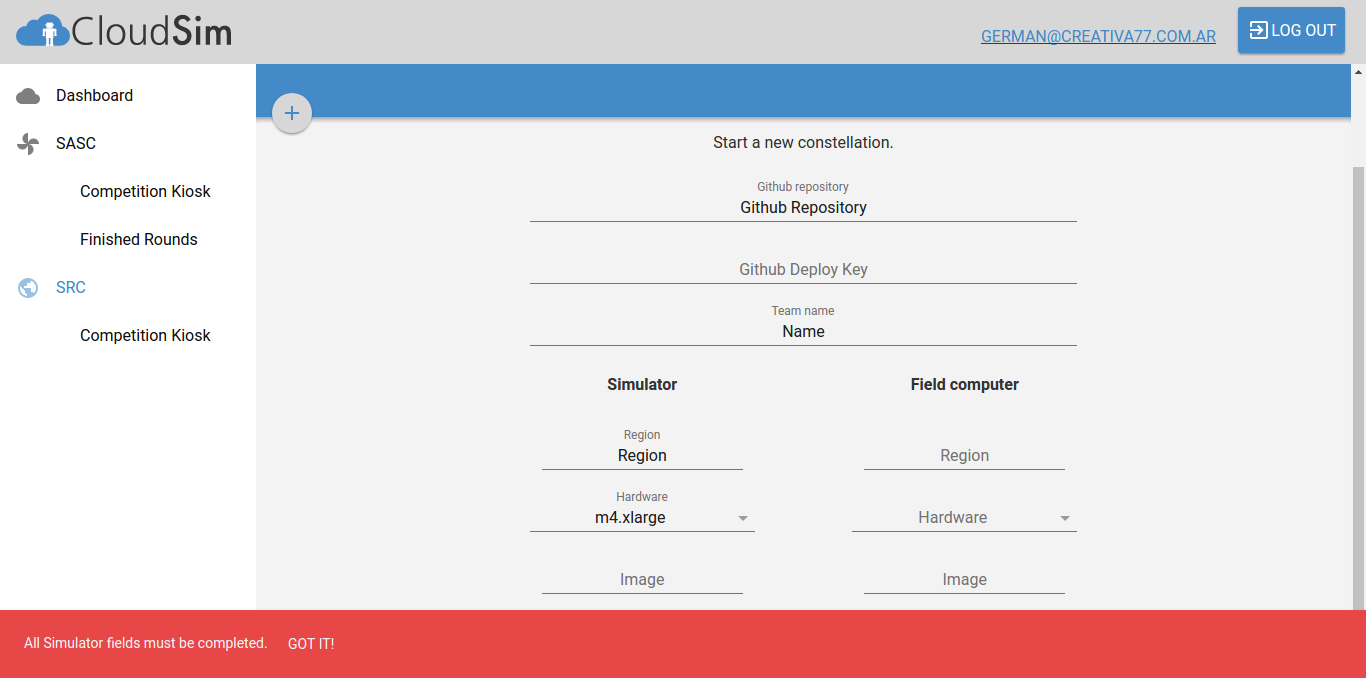 CloudSim
GERMAN@CREATIVA77.COM.AR
LOG OUT
Dashboard
SASC
Competition Kiosk
Finished Rounds
SRC
Competition Kiosk
Start a new constellation.
Github repository
Github Repository
Github Deploy Key
Team name
Name
Simulator
Field computer
Region
Region
Region
Hardware
m4.xlarge
Hardware
Image
Image
All Simulator fields must be completed.
GOT IT!